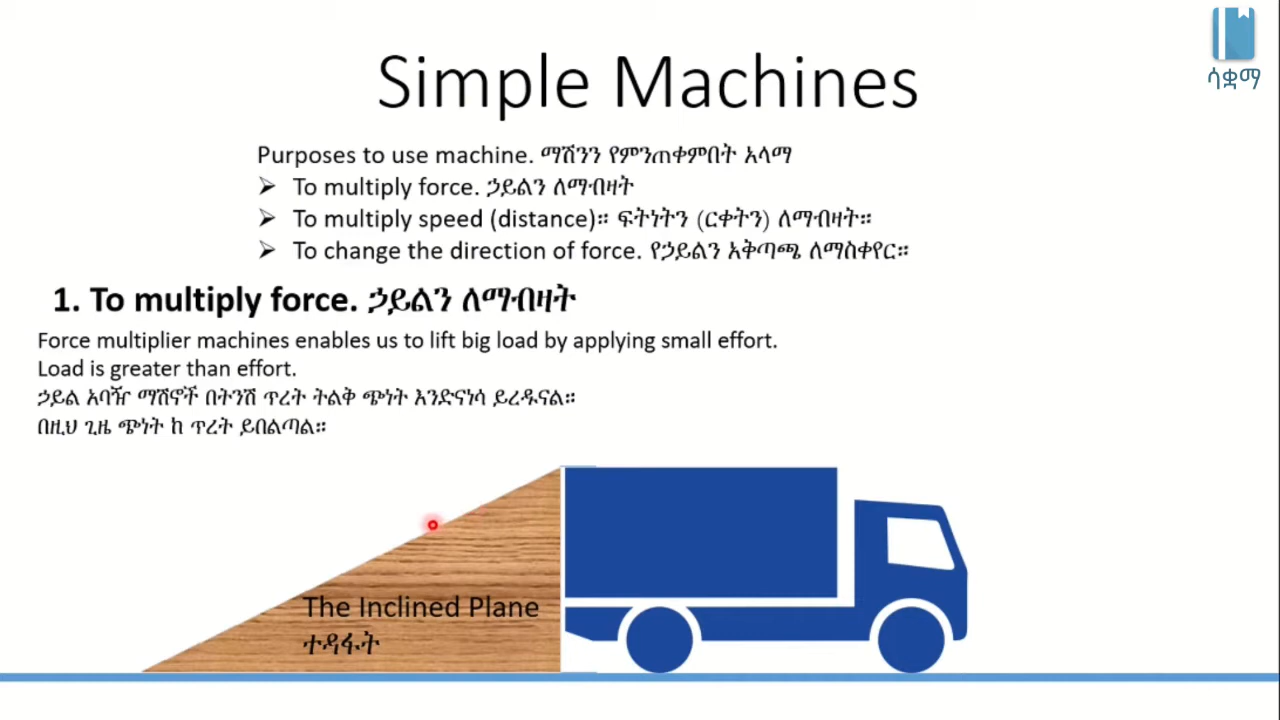 ሳቋማ
Simple Machines
Purposes to use machine. ማሽንን የምንጠቀምበት አላማ
➢ To multiply force. ኃይልን ለማብዛት
➢ To multiply speed (distance)። ፍትነትን (ርቀትን) ለማብዛት።
➢ To change the direction of force. የኃይልን አቅጣጫ ለማስቀየር።
1. To multiply force. ኃይልን ለማብዛት
Force multiplier machines enables us to lift big load by applying small effort.
Load is greater than effort.
ኃይል አባዥ ማሽኖች በትንሽ ጥረት ትልቅ ጭነት እንድናነሳ ይረዱናል።
በዚህ ጊዜ ጭነት ከ ጥረት ይበልጣል።
The Inclined Plane
ተዳፋት